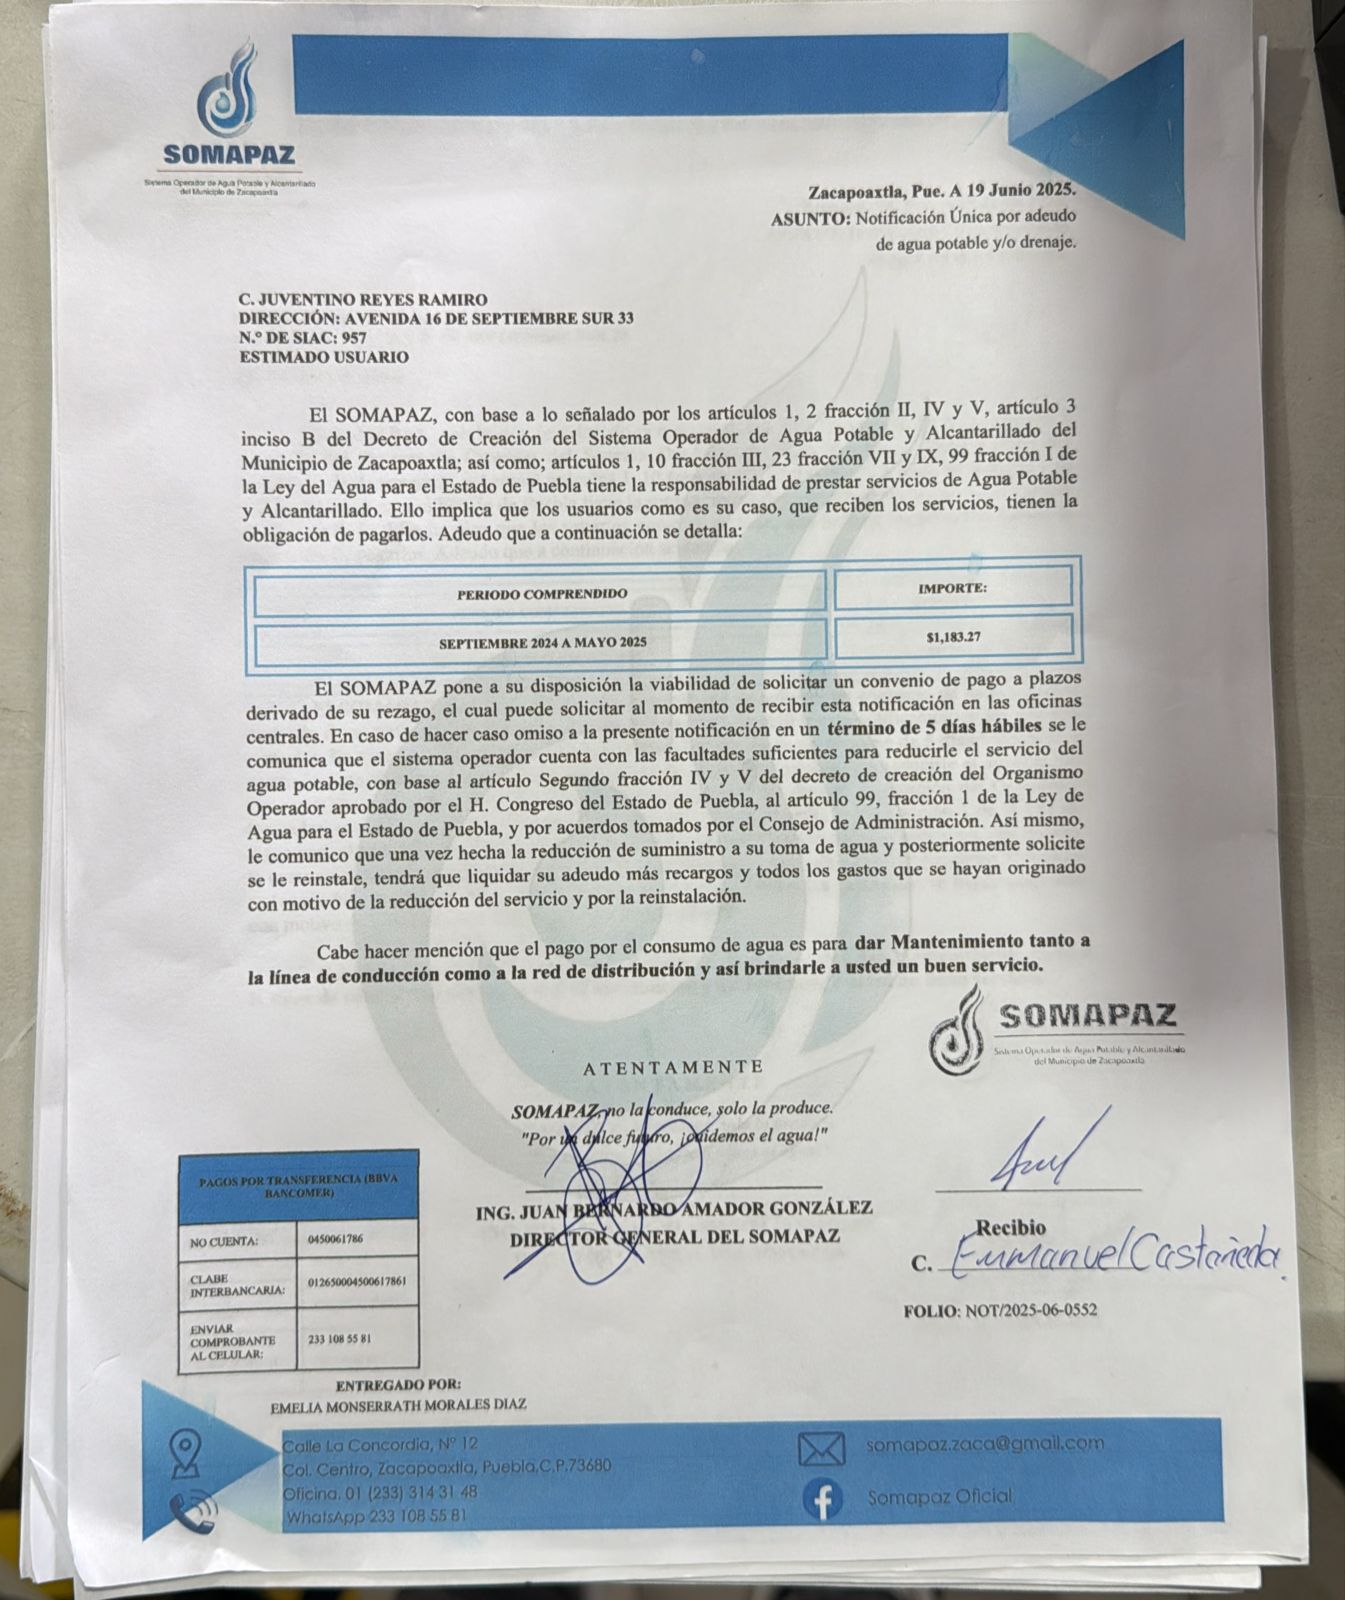 SOMAPAZ
Sistema Operador de Agua Potable y Alcantarillado
del Municipio de Zacapoaxtla
Zacapoaxtla, Pue. A 19 Junio 2025.
ASUNTO: Notificación Única por adeudo
de agua potable y/o drenaje.
C. JUVENTINO REYES RAMIRO
DIRECCIÓN: AVENIDA 16 DE SEPTIEMBRE SUR 33
N.º DE SIAC: 957
ESTIMADO USUARIO
El SOMAPAZ, con base a lo señalado por los artículos 1, 2 fracción II, IV y V, artículo 3
inciso B del Decreto de Creación del Sistema Operador de Agua Potable y Alcantarillado del
Municipio de Zacapoaxtla; así como; artículos 1, 10 fracción III, 23 fracción VII y IX, 99 fracción I de
la Ley del Agua para el Estado de Puebla tiene la responsabilidad de prestar servicios de Agua Potable
y Alcantarillado. Ello implica que los usuarios como es su caso, que reciben los servicios, tienen la
obligación de pagarlos. Adeudo que a continuación se detalla:
PERIODO COMPRENDIDO IMPORTE:
SEPTIEMBRE 2024 A MAYO 2025 $1,183.27
El SOMAPAZ pone a su disposición la viabilidad de solicitar un convenio de pago a plazos
derivado de su rezago, el cual puede solicitar al momento de recibir esta notificación en las oficinas
centrales. En caso de hacer caso omiso a la presente notificación en un término de 5 días hábiles se le
comunica que el sistema operador cuenta con las facultades suficientes para reducirle el servicio del
agua potable, con base al artículo Segundo fracción IV y V del decreto de creación del Organismo
Operador aprobado por el H. Congreso del Estado de Puebla, al artículo 99, fracción 1 de la Ley de
Agua para el Estado de Puebla, y por acuerdos tomados por el Consejo de Administración. Así mismo,
le comunico que una vez hecha la reducción de suministro a su toma de agua y posteriormente solicite
se le reinstale, tendrá que liquidar su adeudo más recargos y todos los gastos que se hayan originado
con motivo de la reducción del servicio y por la reinstalación.
Cabe hacer mención que el pago por el consumo de agua es para dar Mantenimiento tanto a
la línea de conducción como a la red de distribución y así brindarle a usted un buen servicio.
SOMAPAZ
Sistema Operador de Agua Potable y Alcantarillado
del Municipio de Zacapoaxtla
ATENTAMENTE
SOMAPAZ, no la conduce, solo la produce.
"Por un dulce futuro, ¡cuidemos el agua!"
ING. JUAN BERNARDO AMADOR GONZÁLEZ
DIRECTOR GENERAL DEL SOMAPAZ
Recibio
C. Emmanuel Castañeda
FOLIO: NOT/2025-06-0552
PAGOS POR TRANSFERENCIA (BBVA
BANCOMER)
NO CUENTA: 0450061786
CLABE
INTERBANCARIA: 012650004500617861
ENVIAR
COMPROBANTE
AL CELULAR: 233 108 55 81
ENTREGADO POR:
EMELIA MONSERRATH MORALES DIAZ
Calle La Concordia, Nº 12
Col. Centro, Zacapoaxtla, Puebla,C.P.73680
Oficina. 01 (233) 314 31 48
WhatsApp 233 108 55 81
somapaz.zaca@gmail.com
Somapaz Oficial